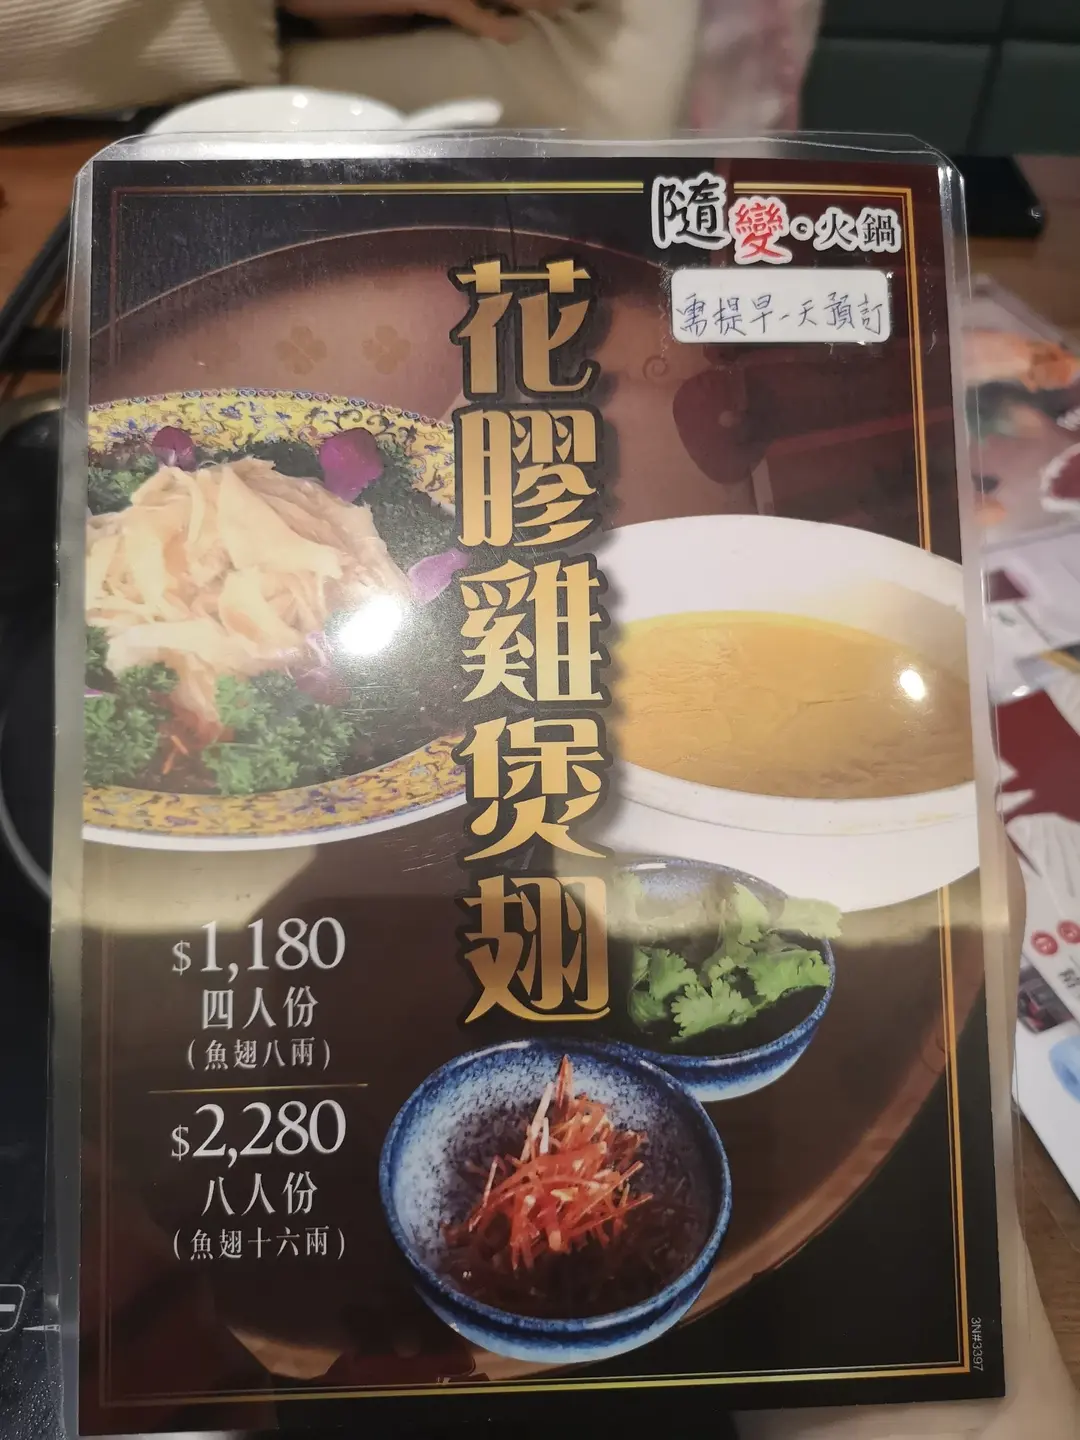 隨變。火鍋
需提早一天預訂
花膠雞煲翅
$1,180
四人份
(魚翅八兩)
$2,280
八人份
(魚翅十六兩)
3N#3397